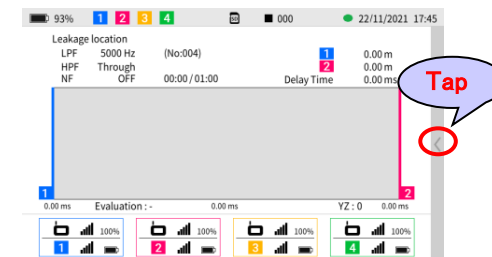 93% 1 2 3 4 000 22/11/2021 17:45
Leakage location
LPF 5000 Hz (No:004) 1 0.00 m
HPF Through 2 0.00 m
NF OFF 00:00 / 01:00 Delay Time 0.00 ms
Tap
1 2
0.00 ms Evaluation : - 0.00 ms YZ : 0 0.00 ms
100% 100% 100% 100%
1 2 3 4